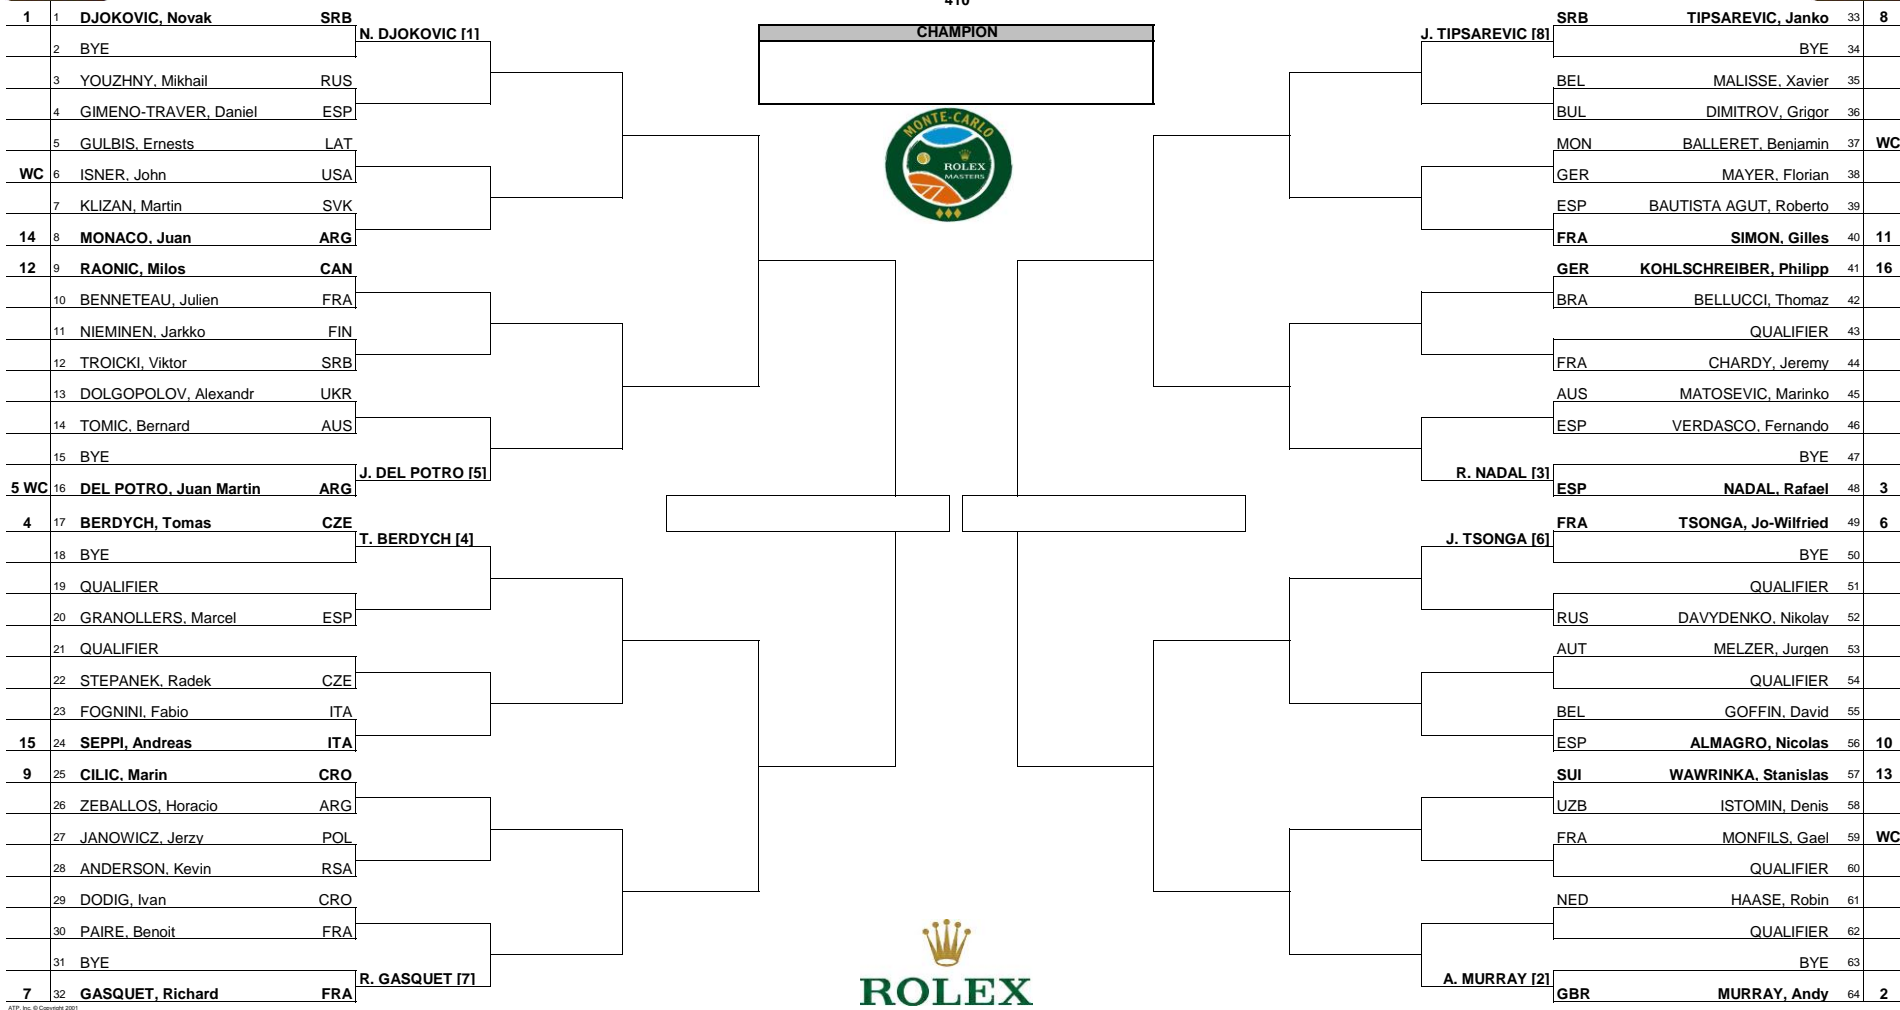 410
CHAMPION
1 1 DJOKOVIC, Novak SRB
N. DJOKOVIC [1]
2 BYE
3 YOUZHNY, Mikhail RUS
4 GIMENO-TRAVER, Daniel ESP
5 GULBIS, Ernests LAT
WC 6 ISNER, John USA
7 KLIZAN, Martin SVK
14 8 MONACO, Juan ARG
12 9 RAONIC, Milos CAN
10 BENNETEAU, Julien FRA
11 NIEMINEN, Jarkko FIN
12 TROICKI, Viktor SRB
13 DOLGOPOLOV, Alexandr UKR
14 TOMIC, Bernard AUS
15 BYE
J. DEL POTRO [5]
5 WC 16 DEL POTRO, Juan Martin ARG
4 17 BERDYCH, Tomas CZE
T. BERDYCH [4]
18 BYE
19 QUALIFIER
20 GRANOLLERS, Marcel ESP
21 QUALIFIER
22 STEPANEK, Radek CZE
23 FOGNINI, Fabio ITA
15 24 SEPPI, Andreas ITA
9 25 CILIC, Marin CRO
26 ZEBALLOS, Horacio ARG
27 JANOWICZ, Jerzy POL
28 ANDERSON, Kevin RSA
29 DODIG, Ivan CRO
30 PAIRE, Benoit FRA
31 BYE
R. GASQUET [7]
7 32 GASQUET, Richard FRA
ATP, Inc. © Copyright 2001
MONTE-CARLO
ROLEX
MASTERS
ROLEX
SRB TIPSAREVIC, Janko 33 8
J. TIPSAREVIC [8]
BYE 34
BEL MALISSE, Xavier 35
BUL DIMITROV, Grigor 36
MON BALLERET, Benjamin 37 WC
GER MAYER, Florian 38
ESP BAUTISTA AGUT, Roberto 39
FRA SIMON, Gilles 40 11
GER KOHLSCHREIBER, Philipp 41 16
BRA BELLUCCI, Thomaz 42
QUALIFIER 43
FRA CHARDY, Jeremy 44
AUS MATOSEVIC, Marinko 45
ESP VERDASCO, Fernando 46
BYE 47
R. NADAL [3]
ESP NADAL, Rafael 48 3
FRA TSONGA, Jo-Wilfried 49 6
J. TSONGA [6]
BYE 50
QUALIFIER 51
RUS DAVYDENKO, Nikolay 52
AUT MELZER, Jurgen 53
QUALIFIER 54
BEL GOFFIN, David 55
ESP ALMAGRO, Nicolas 56 10
SUI WAWRINKA, Stanislas 57 13
UZB ISTOMIN, Denis 58
FRA MONFILS, Gael 59 WC
QUALIFIER 60
NED HAASE, Robin 61
QUALIFIER 62
BYE 63
A. MURRAY [2]
GBR MURRAY, Andy 64 2